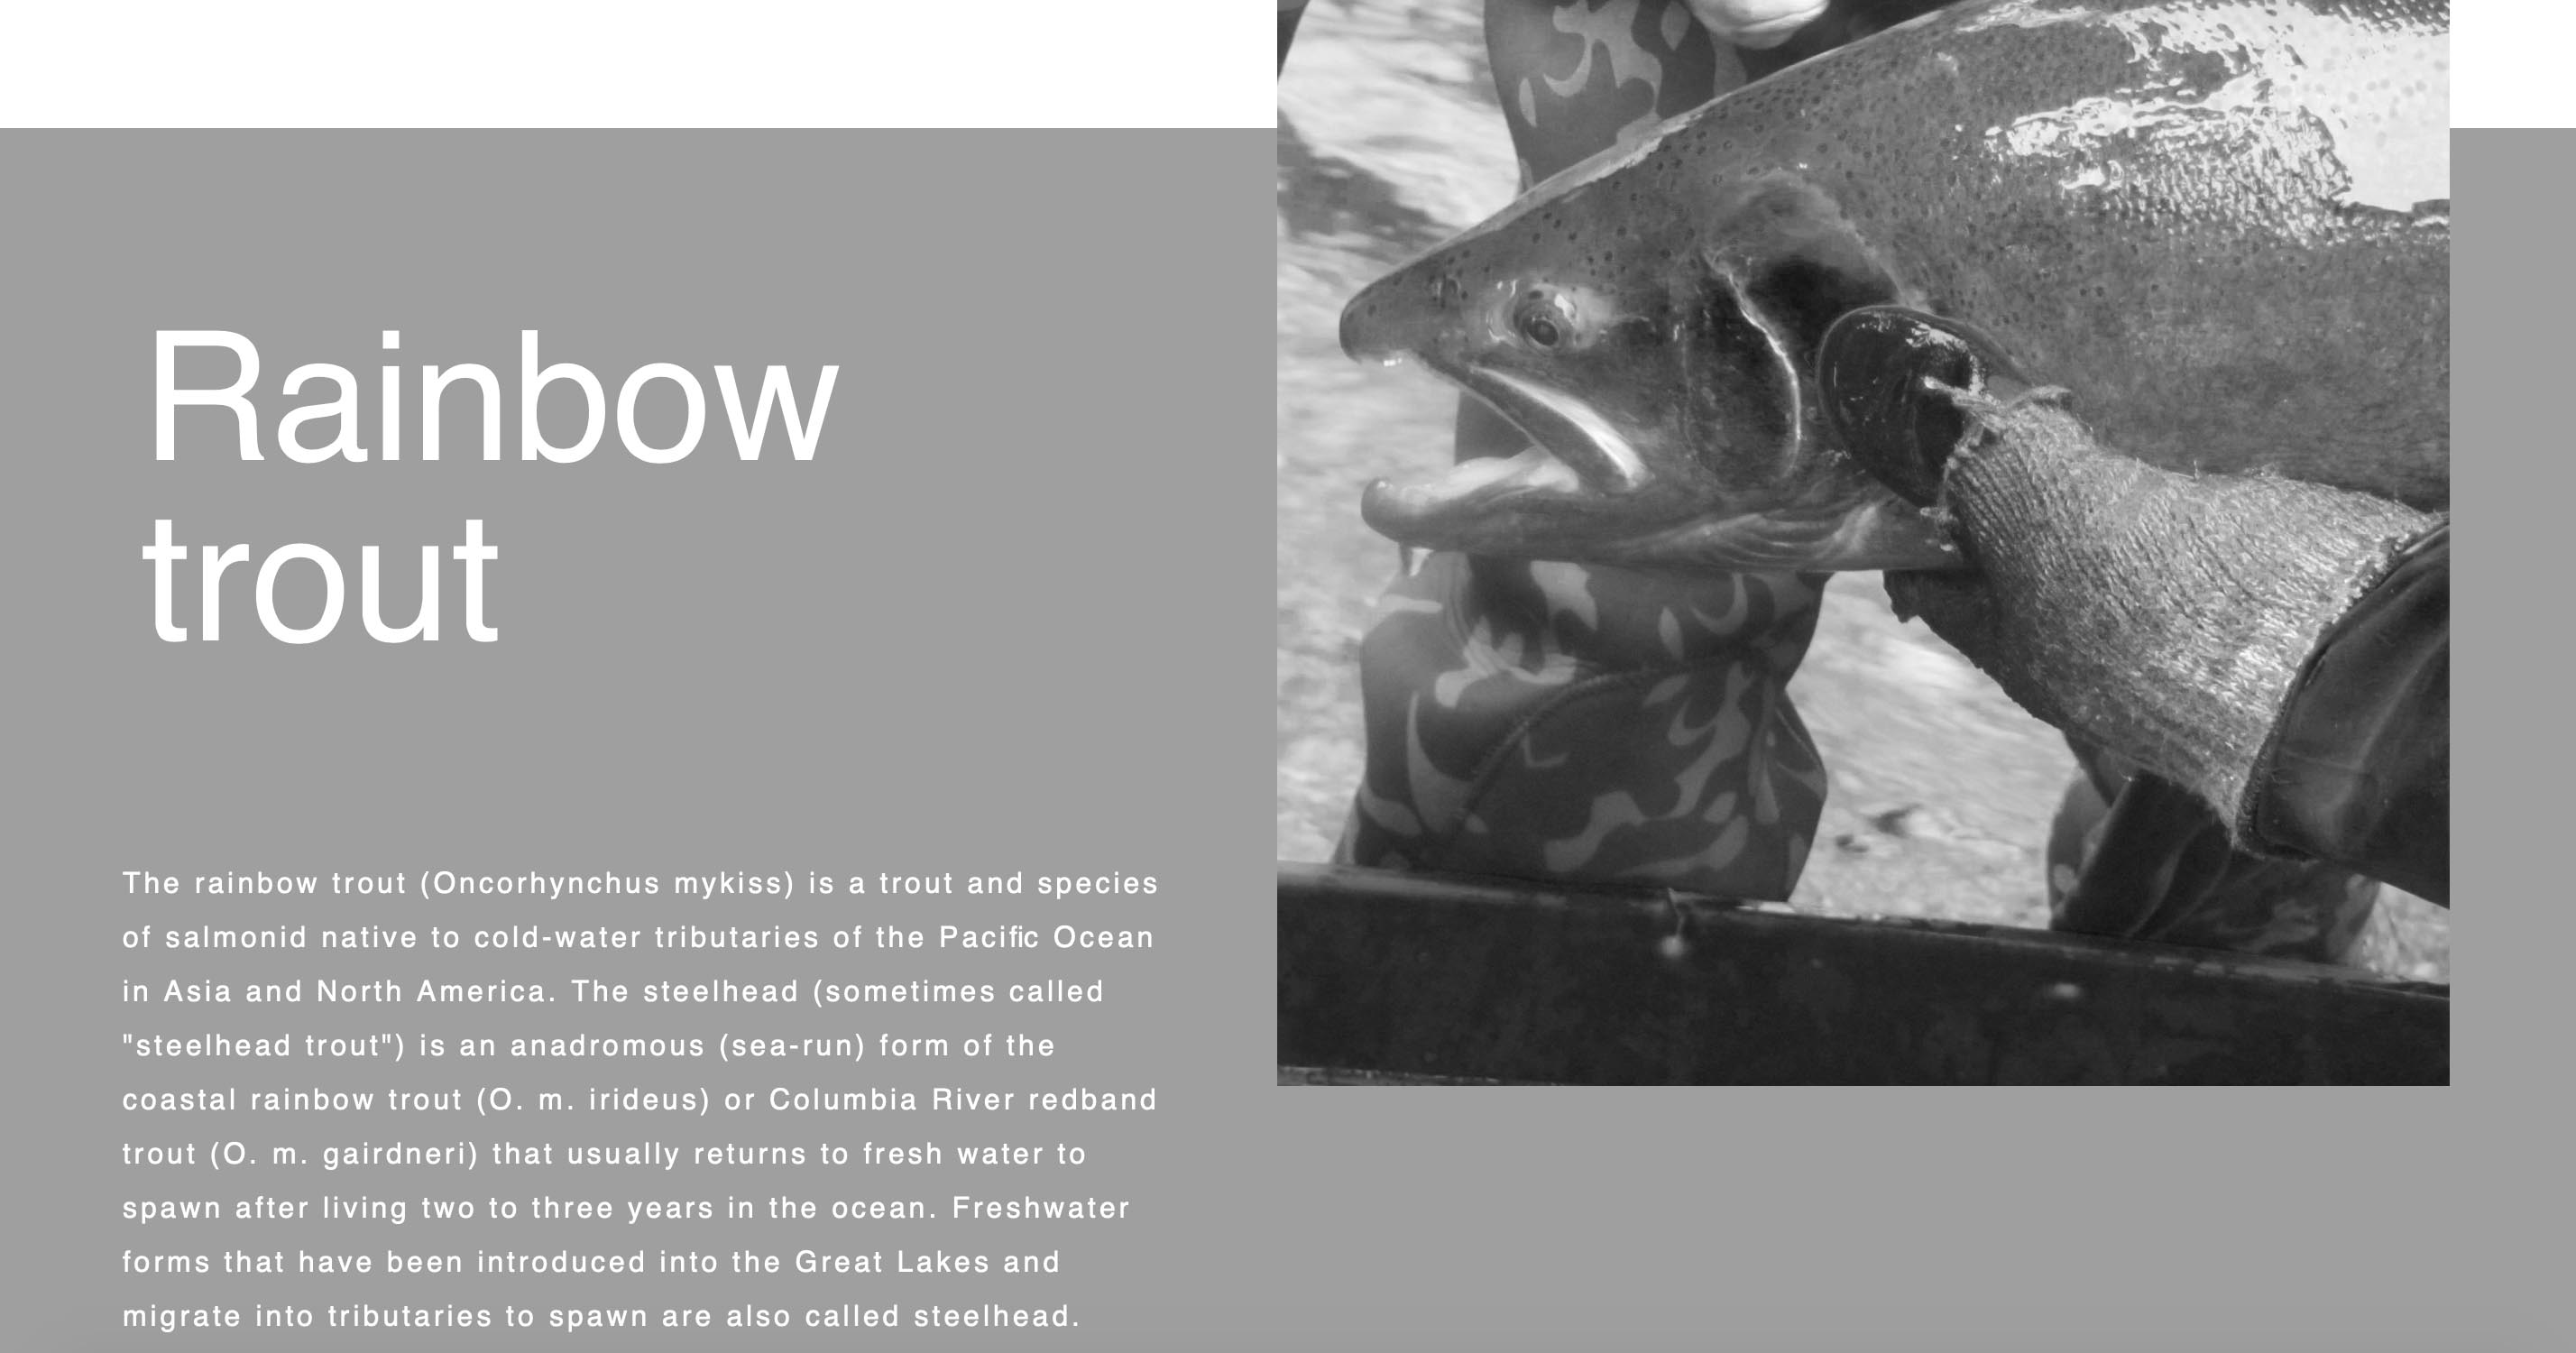 Rainbow
trout
The rainbow trout (Oncorhynchus mykiss) is a trout and species
of salmonid native to cold-water tributaries of the Pacific Ocean
in Asia and North America. The steelhead (sometimes called
"steelhead trout") is an anadromous (sea-run) form of the
coastal rainbow trout (O. m. irideus) or Columbia River redband
trout (O. m. gairdneri) that usually returns to fresh water to
spawn after living two to three years in the ocean. Freshwater
forms that have been introduced into the Great Lakes and
migrate into tributaries to spawn are also called steelhead.